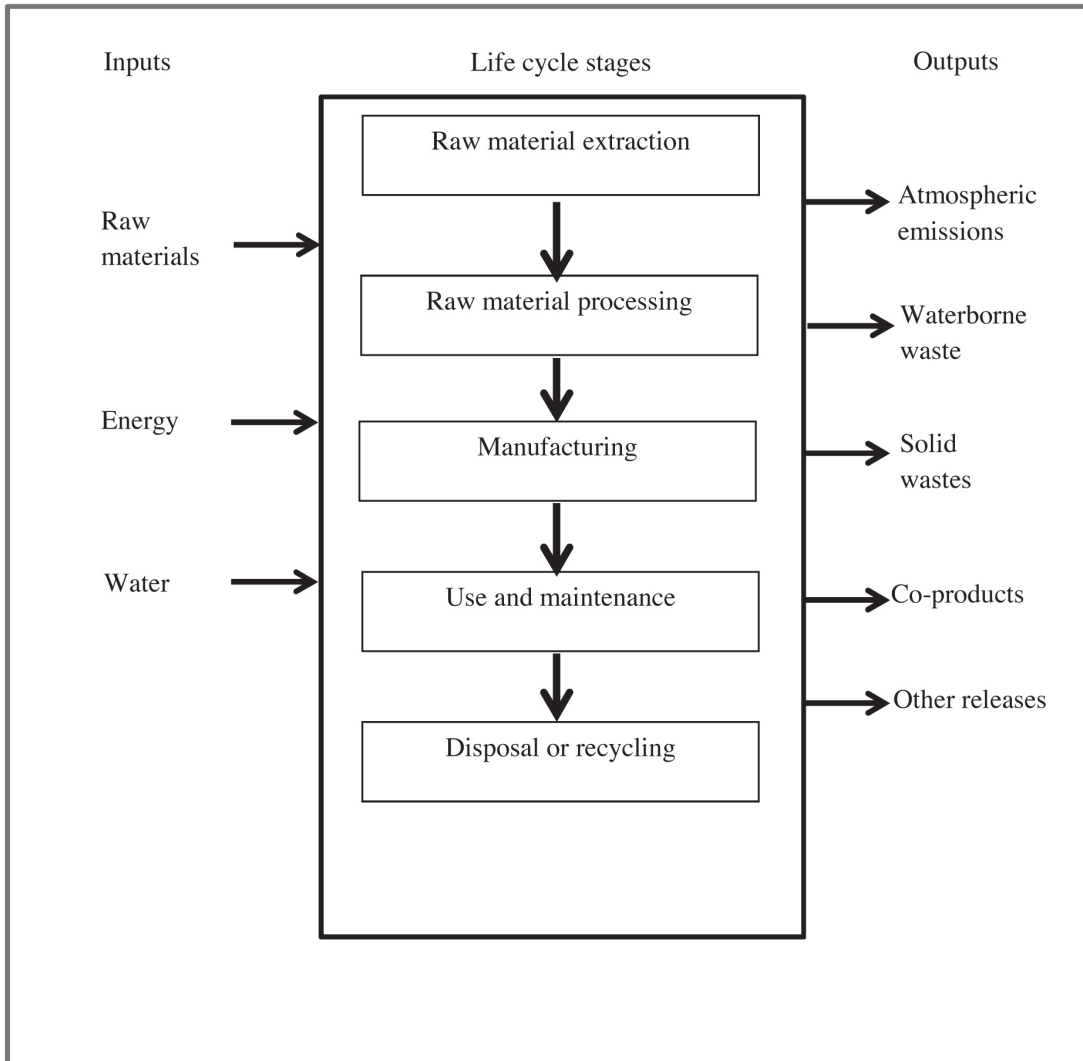 Inputs
Life cycle stages
Outputs
Raw material extraction
Atmospheric
emissions
Raw
materials
Raw material processing
Waterborne
waste
Energy
Manufacturing
Solid
wastes
Water
Use and maintenance
Co-products
Other releases
Disposal or recycling